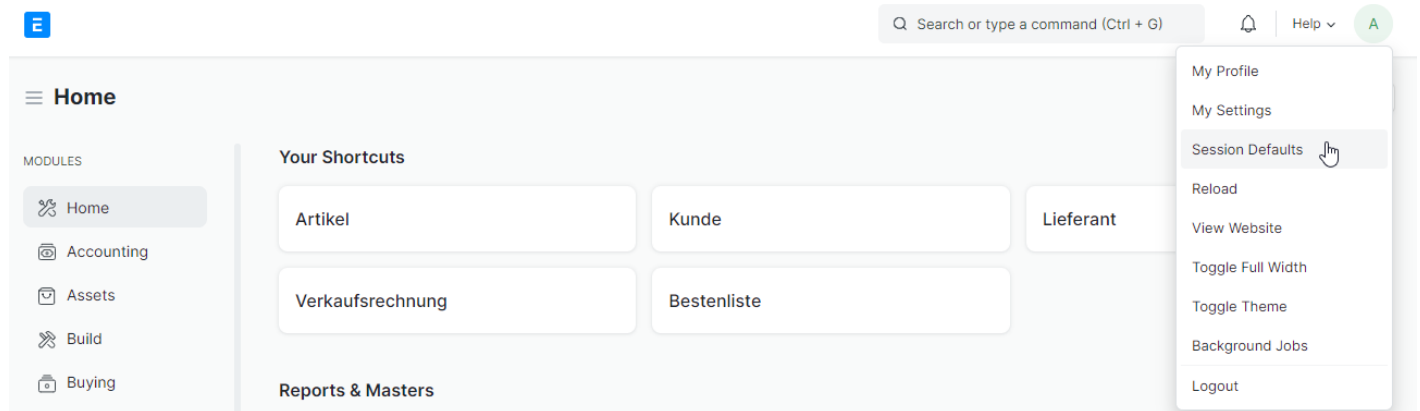 E
Search or type a command (Ctrl + G)
Help
A
My Profile
My Settings
Session Defaults
Reload
View Website
Toggle Full Width
Toggle Theme
Background Jobs
Logout
Home
MODULES
Home
Accounting
Assets
Build
Buying
Your Shortcuts
Artikel
Kunde
Lieferant
Verkaufsrechnung
Bestenliste
Reports & Masters